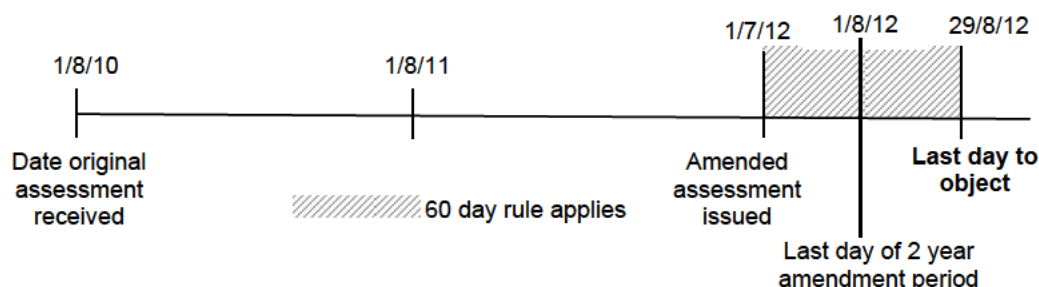 1/8/10
1/8/11
1/7/12
1/8/12
29/8/12
Date original
assessment
received
60 day rule applies
Amended
assessment
issued
Last day to
object
Last day of 2 year
amendment period